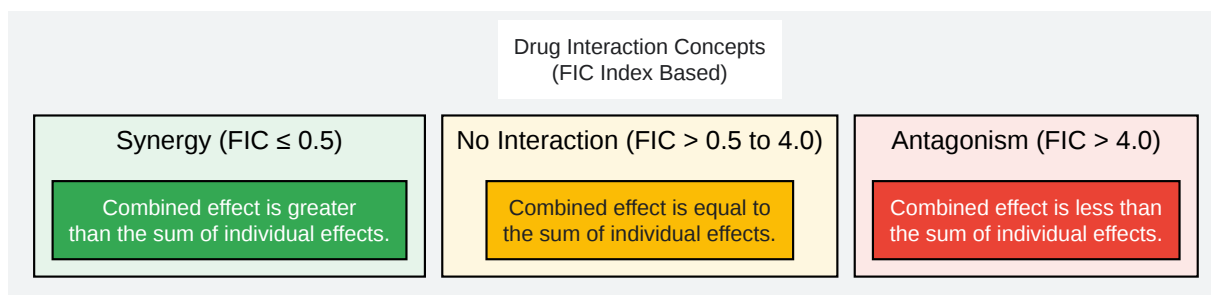 Drug Interaction Concepts
(FIC Index Based)
Synergy (FIC ≤ 0.5)
Combined effect is greater
than the sum of individual effects.
No Interaction (FIC > 0.5 to 4.0)
Combined effect is equal to
the sum of individual effects.
Antagonism (FIC > 4.0)
Combined effect is less than
the sum of individual effects.